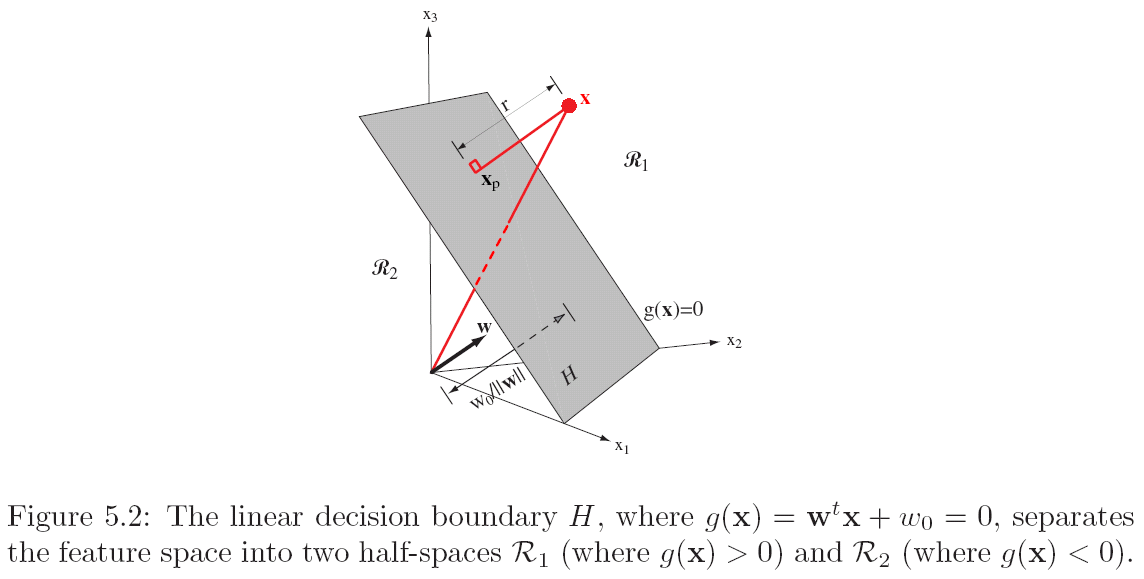 x₃
r
x
ℛ₁
xₚ
ℛ₂
g(x)=0
w
x₂
H
w₀/||w||
x₁
Figure 5.2: The linear decision boundary H, where g(x) = wᵗx + w₀ = 0, separates
the feature space into two half-spaces ℛ₁ (where g(x) > 0) and ℛ₂ (where g(x) < 0).